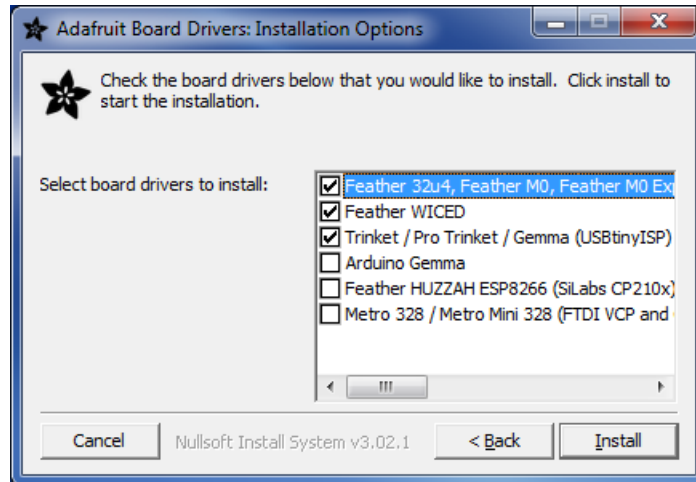 Adafruit Board Drivers: Installation Options
Check the board drivers below that you would like to install. Click install to
start the installation.
Select board drivers to install:
Feather 32u4, Feather M0, Feather M0
Feather WICED
Trinket / Pro Trinket / Gemma (USBtinyISP)
Arduino Gemma
Feather HUZZAH ESP8266 (SiLabs CP210x)
Metro 328 / Metro Mini 328 (FTDI VCP and
Cancel
Nullsoft Install System v3.02.1
< Back
Install